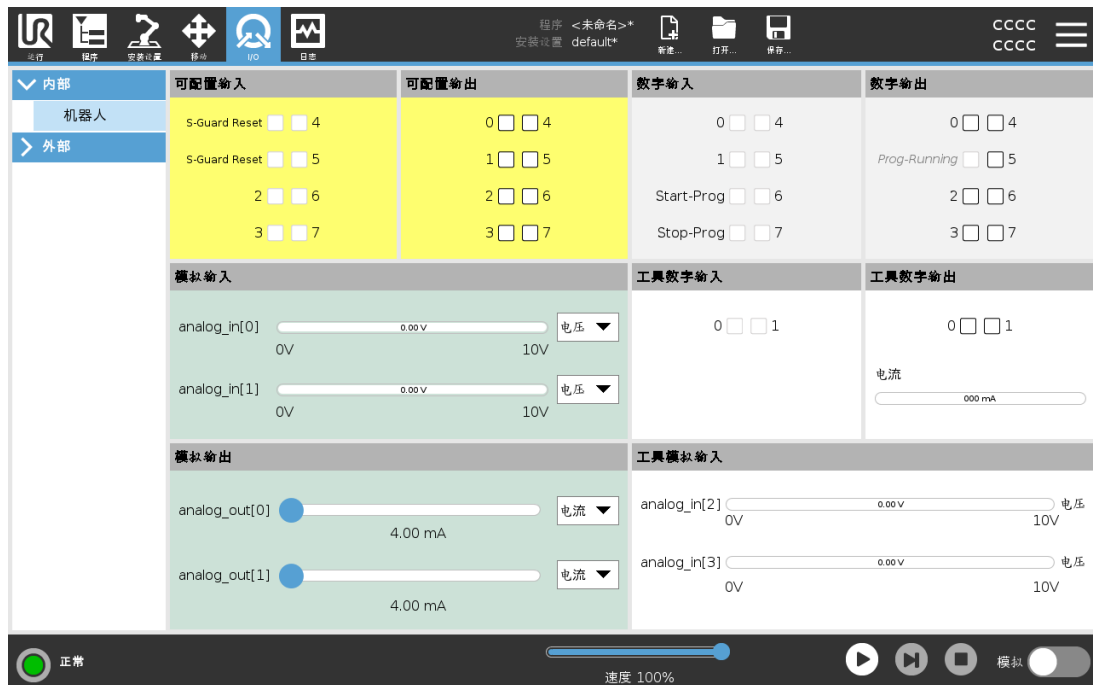 程序 <未命名>*
安装设置 default*
UR
运行 程序 安装设置 移动 I/O 日志 新建... 打开... 保存...
CCCC
CCCC
内部
机器人
外部
可配置输入
S-Guard Reset 4
S-Guard Reset 5
2 6
3 7
可配置输出
0 4
1 5
2 6
3 7
数字输入
0 4
1 5
Start-Prog 6
Stop-Prog 7
数字输出
0 4
Prog-Running 5
2 6
3 7
模拟输入
analog_in[0] 0.00 V 电压
0V 10V
analog_in[1] 0.00 V 电压
0V 10V
工具数字输入
0 1
工具数字输出
0 1
电流
000 mA
模拟输出
analog_out[0] 电流
4.00 mA
analog_out[1] 电流
4.00 mA
工具模拟输入
analog_in[2] 0.00 V 电压
0V 10V
analog_in[3] 0.00 V 电压
0V 10V
正常
速度 100%
模拟